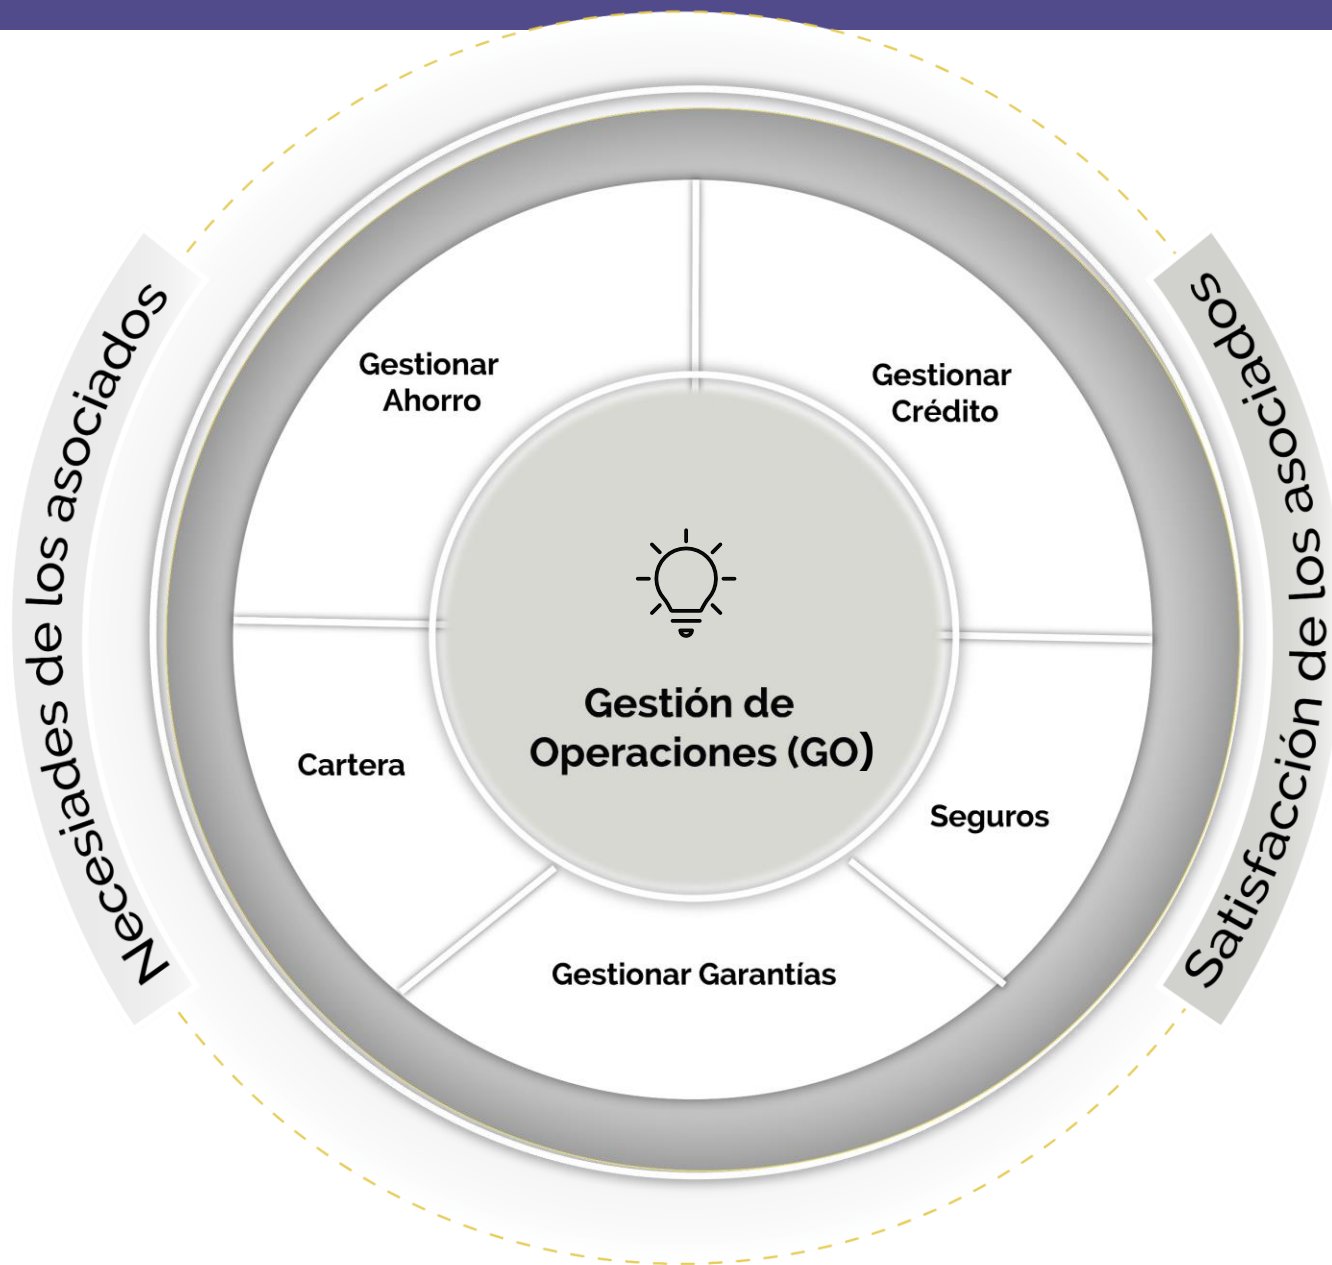 Necesiades de los asociados
Gestionar
Ahorro
Gestionar
Crédito
Gestión de
Operaciones (GO)
Cartera
Seguros
Gestionar Garantías
Satisfacción de los asociados